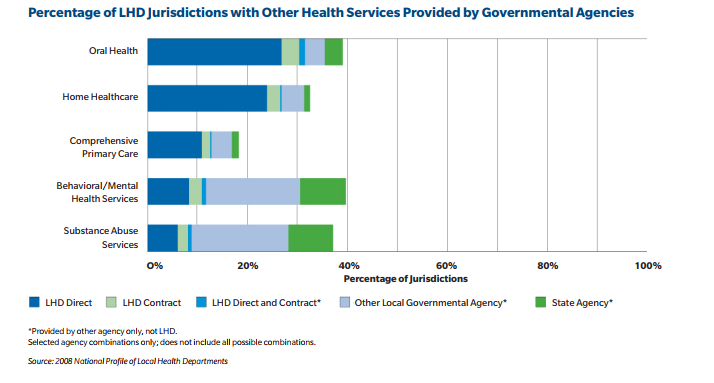 Percentage of LHD Jurisdictions with Other Health Services Provided by Governmental Agencies
Oral Health
Home Healthcare
Comprehensive
Primary Care
Behavioral/Mental
Health Services
Substance Abuse
Services
0% 20% 40% 60% 80% 100%
Percentage of Jurisdictions
LHD Direct LHD Contract LHD Direct and Contract* Other Local Governmental Agency* State Agency*
*Provided by other agency only, not LHD.
Selected agency combinations only; does not include all possible combinations.
Source: 2008 National Profile of Local Health Departments